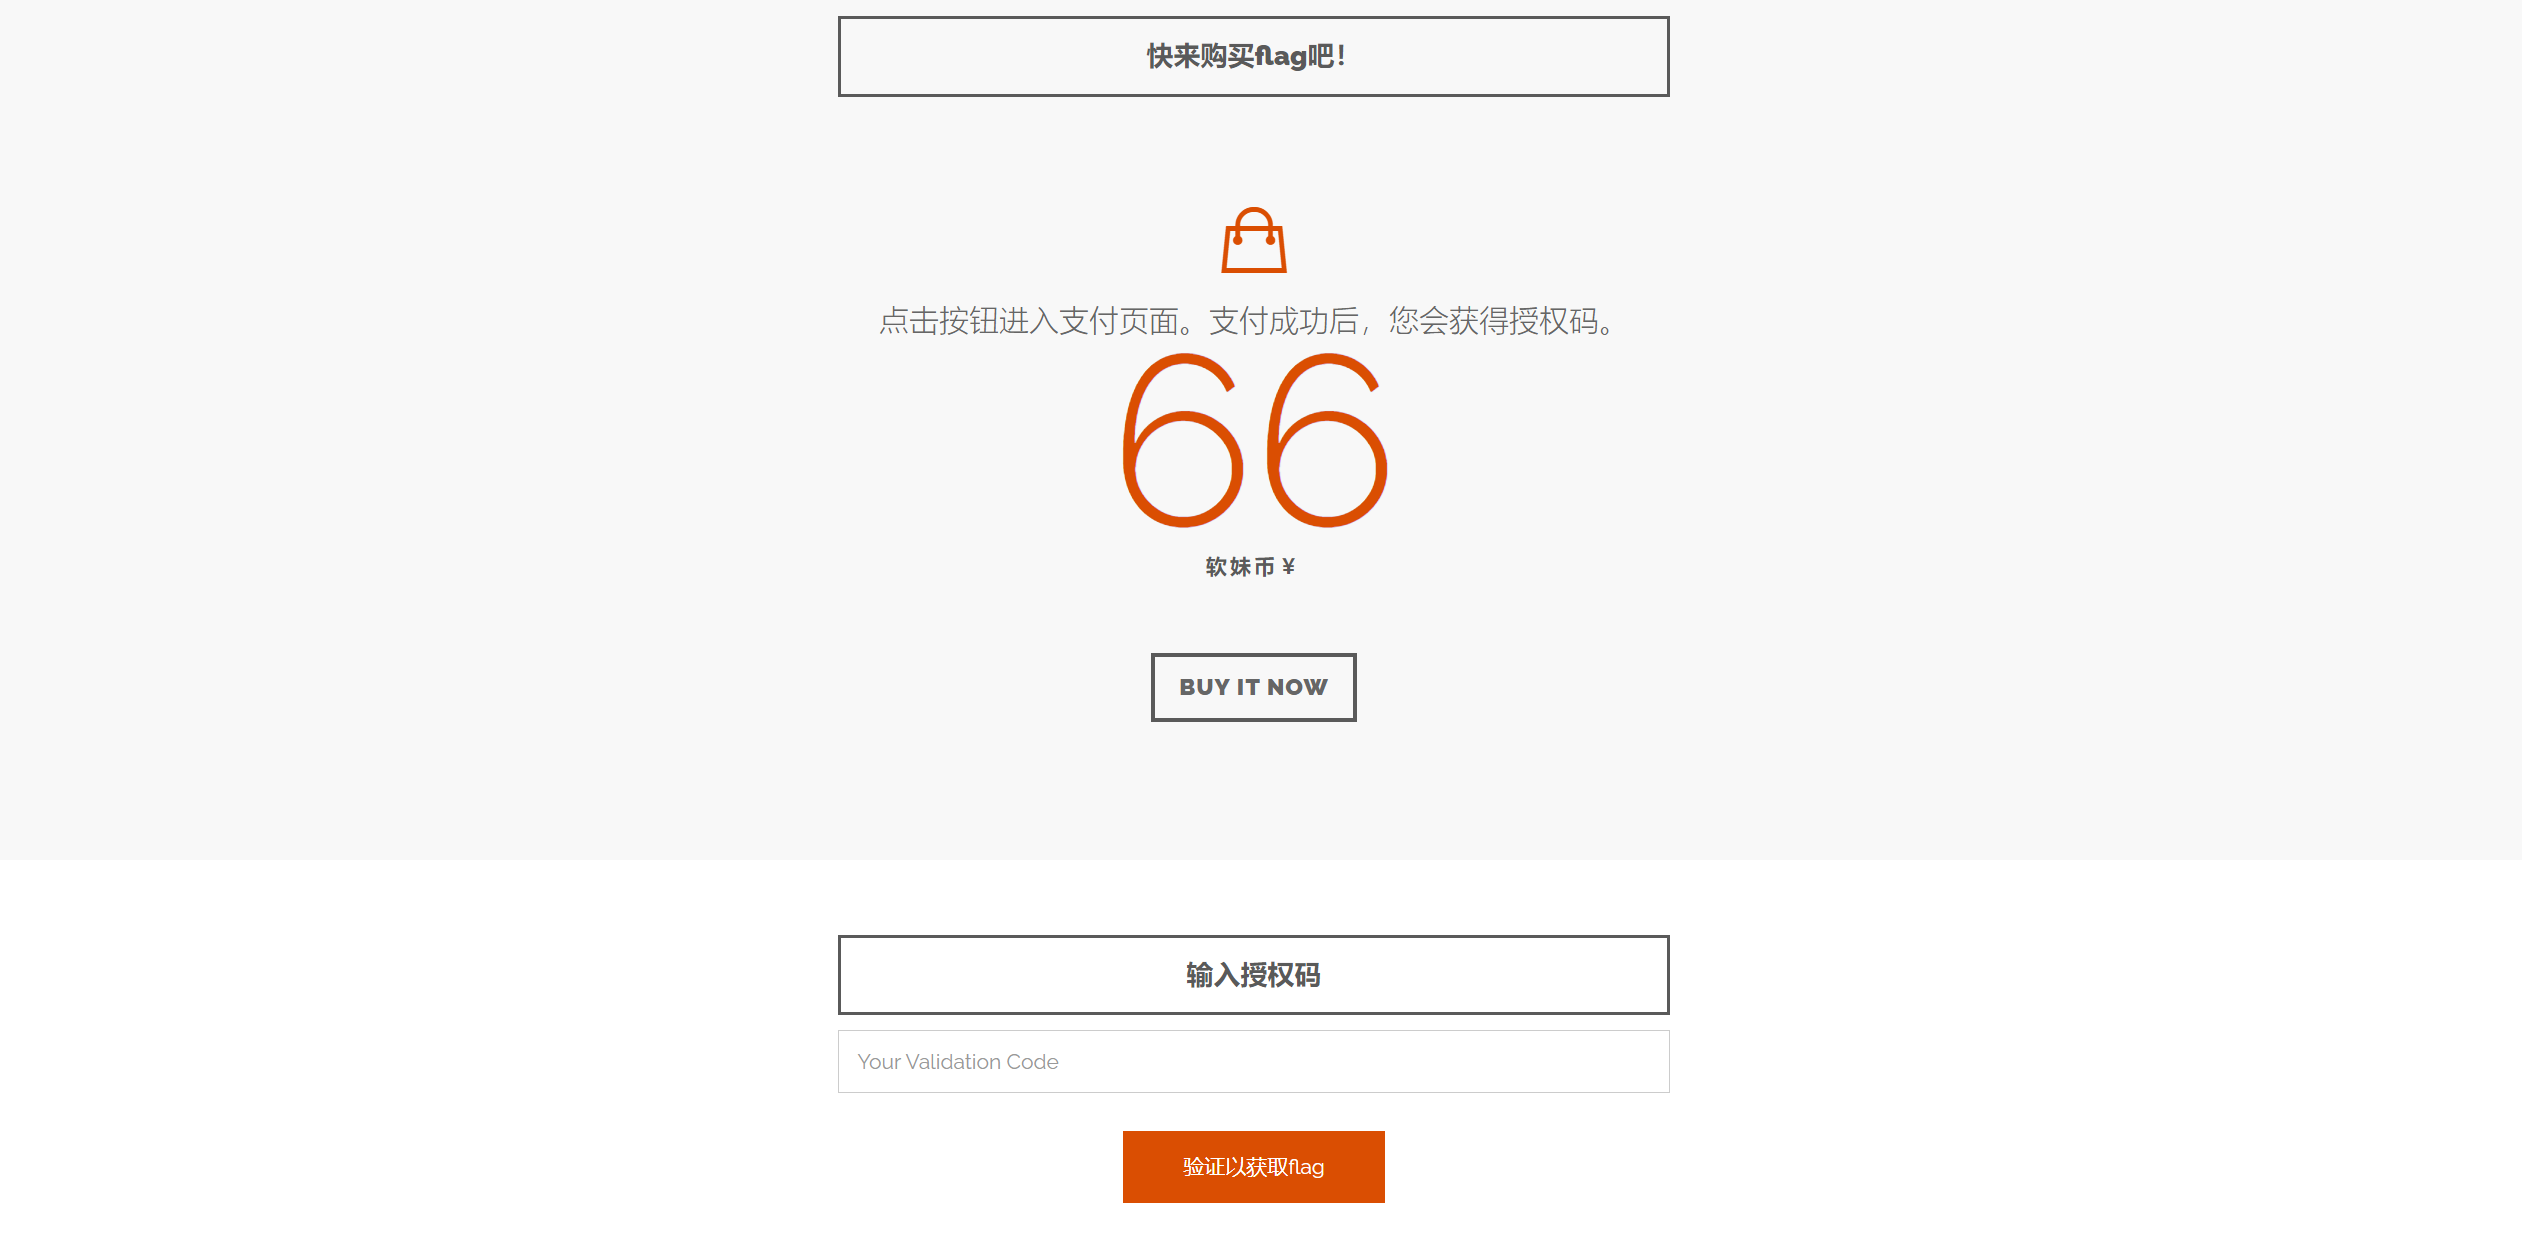 快来购买flag吧！
点击按钮进入支付页面。支付成功后，您会获得授权码。
66
软妹币 ¥
BUY IT NOW
输入授权码
Your Validation Code
验证以获取flag